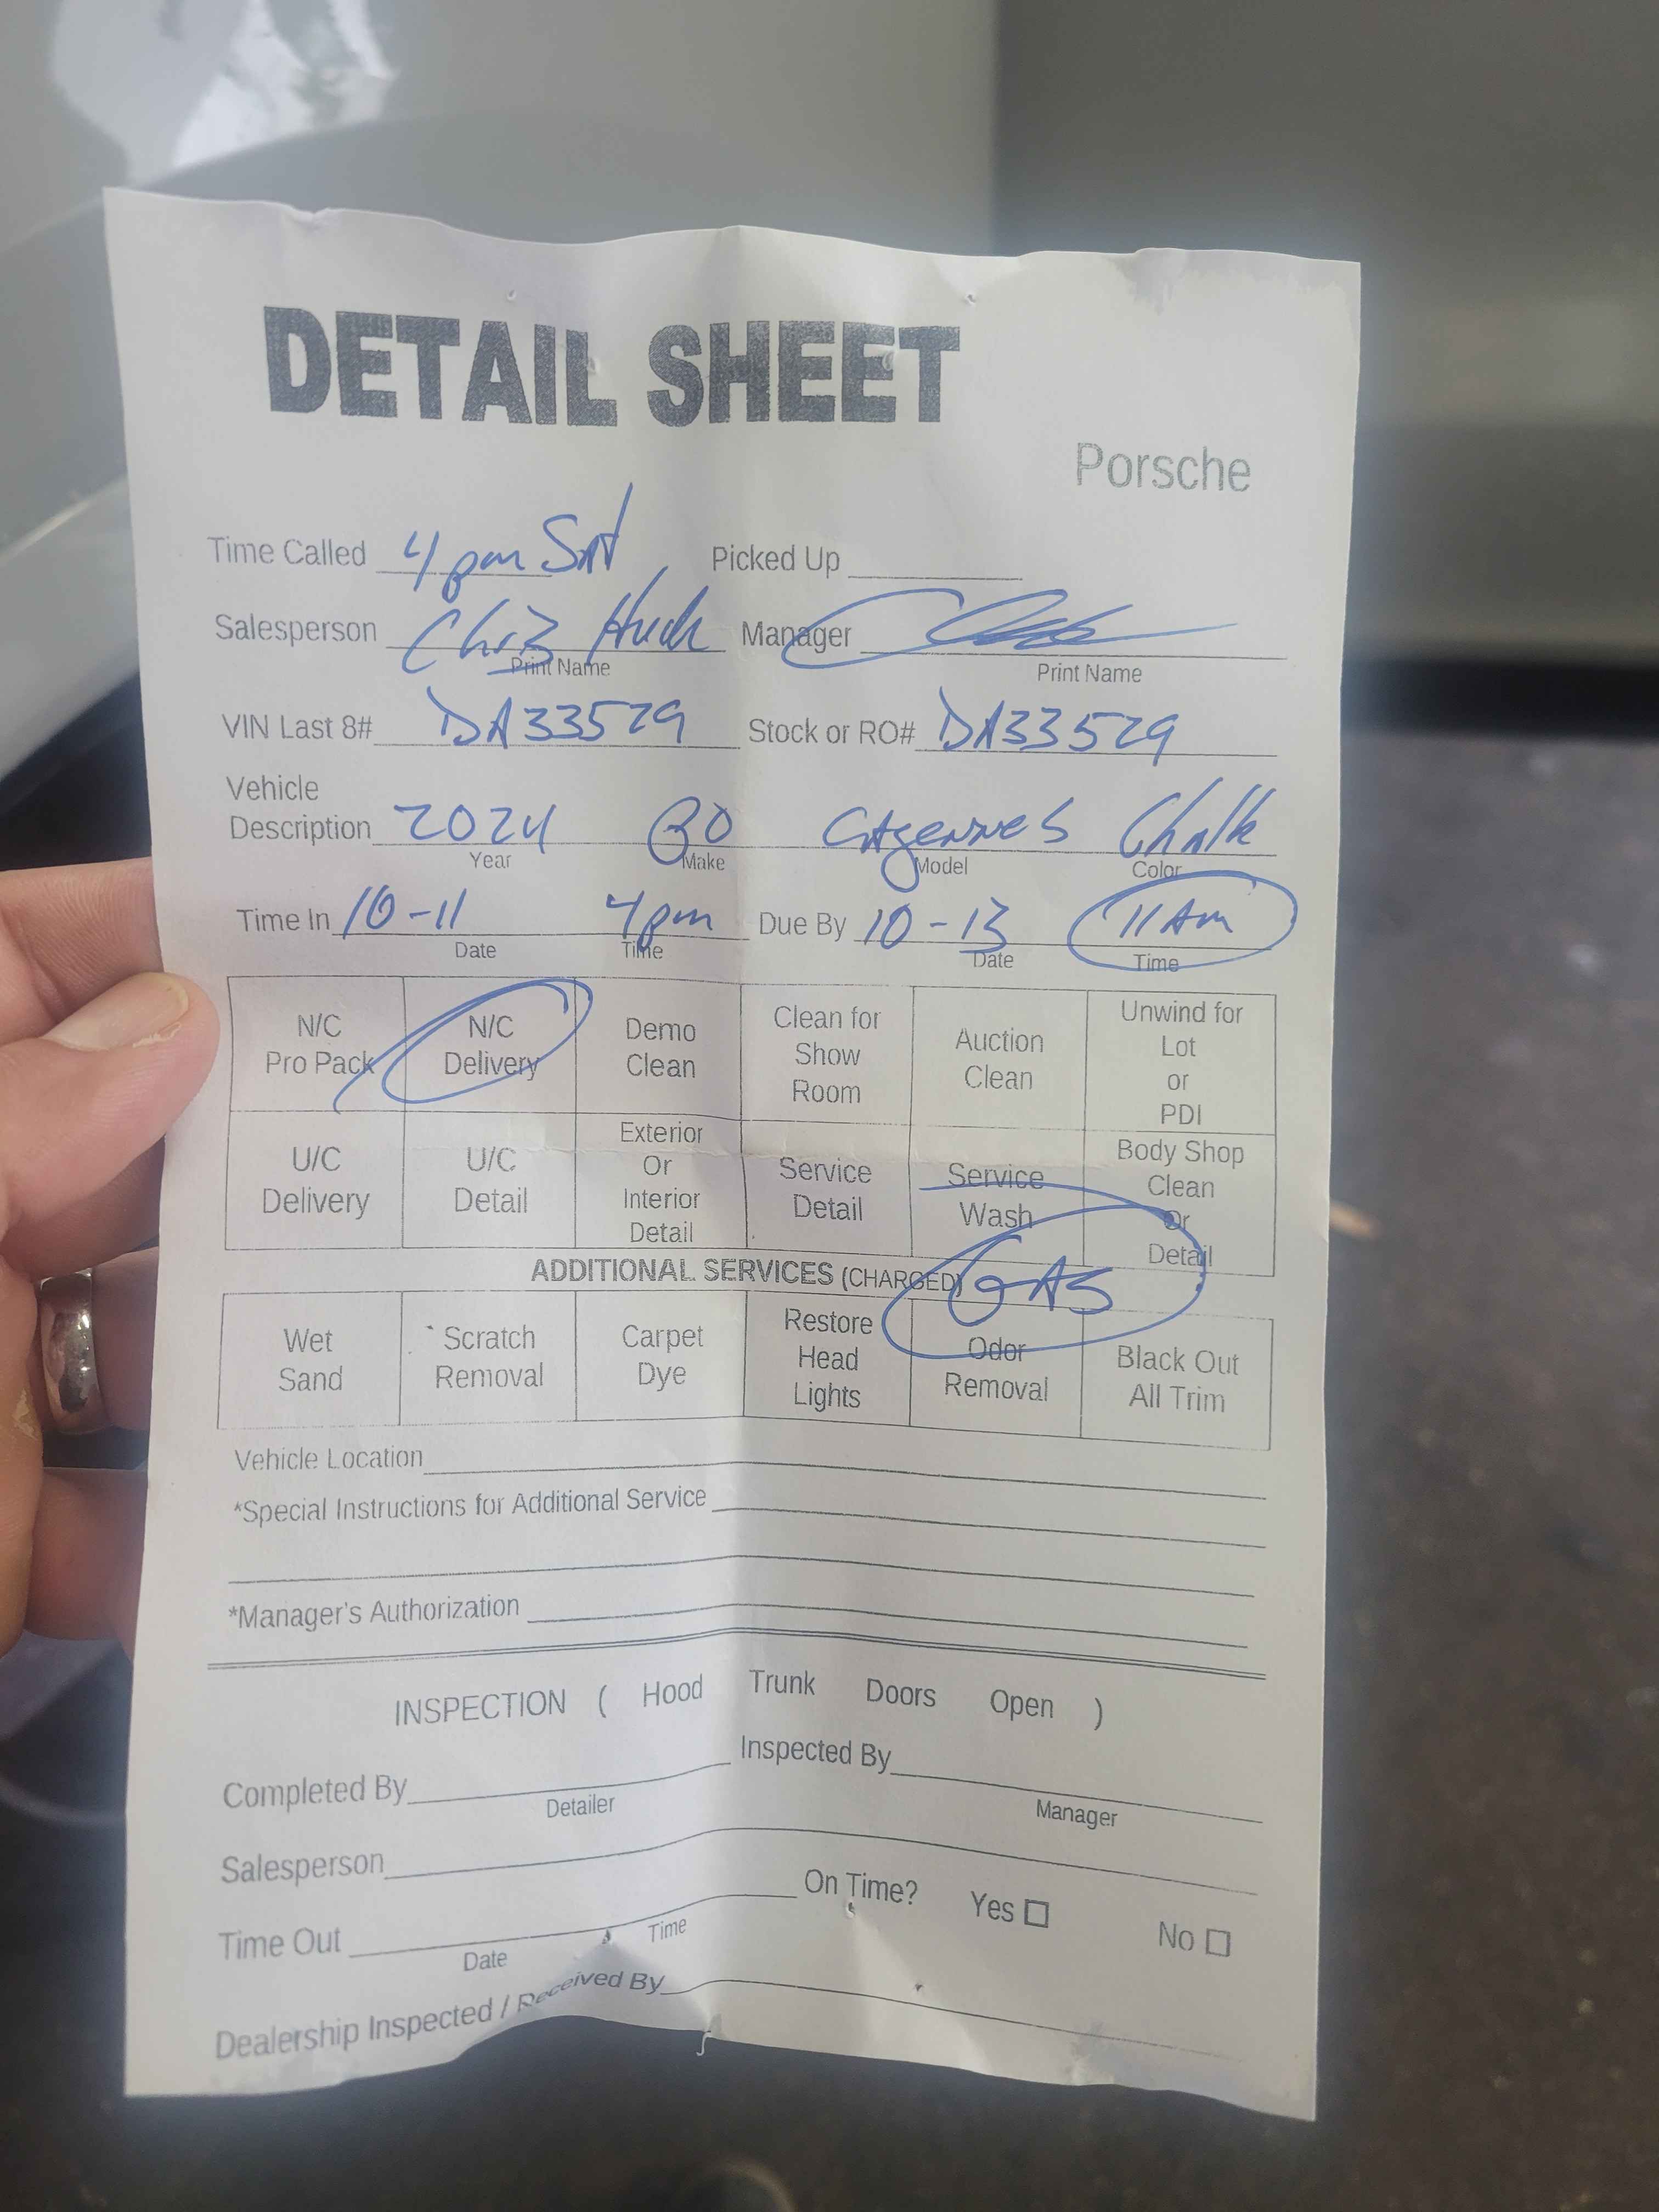 DETAIL SHEET
Porsche
Time Called 4pm SAT Picked Up
Salesperson Chris Manager
Print Name Print Name
VIN Last 8# DA33529 Stock or RO# DA33529
Vehicle
Description 2024 PO Cayenne S Chalk
Year Make Model Color
Time In 10-11 4pm Due By 10-13 11 Am
Date Time Date Time
N/C Pro Pack N/C Delivery Demo Clean Clean for Show Room Auction Clean Unwind for Lot or PDI
U/C Delivery U/C Detail Exterior Or Interior Detail Service Detail Service Wash Body Shop Clean Or Detail
ADDITIONAL SERVICES (CHARGED) GAS
Wet Sand Scratch Removal Carpet Dye Restore Head Lights Odor Removal Black Out All Trim
Vehicle Location
*Special Instructions for Additional Service
*Manager's Authorization
INSPECTION ( Hood Trunk Doors Open )
Completed By Inspected By
Detailer Manager
Salesperson
Time Out On Time? Yes No
Date Time
Dealership Inspected / Received By